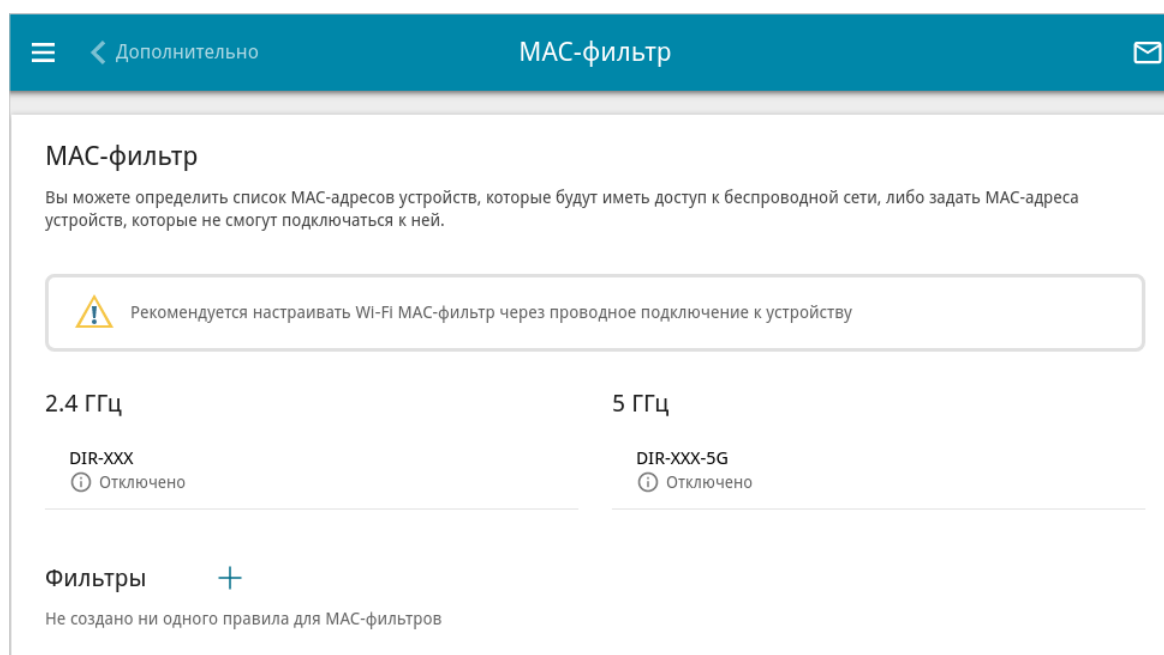 Дополнительно
MAC-фильтр
MAC-фильтр
Вы можете определить список MAC-адресов устройств, которые будут иметь доступ к беспроводной сети, либо задать MAC-адреса
устройств, которые не смогут подключаться к ней.
Рекомендуется настраивать Wi-Fi MAC-фильтр через проводное подключение к устройству
2.4 ГГц
DIR-XXX
Отключено
5 ГГц
DIR-XXX-5G
Отключено
Фильтры
Не создано ни одного правила для MAC-фильтров